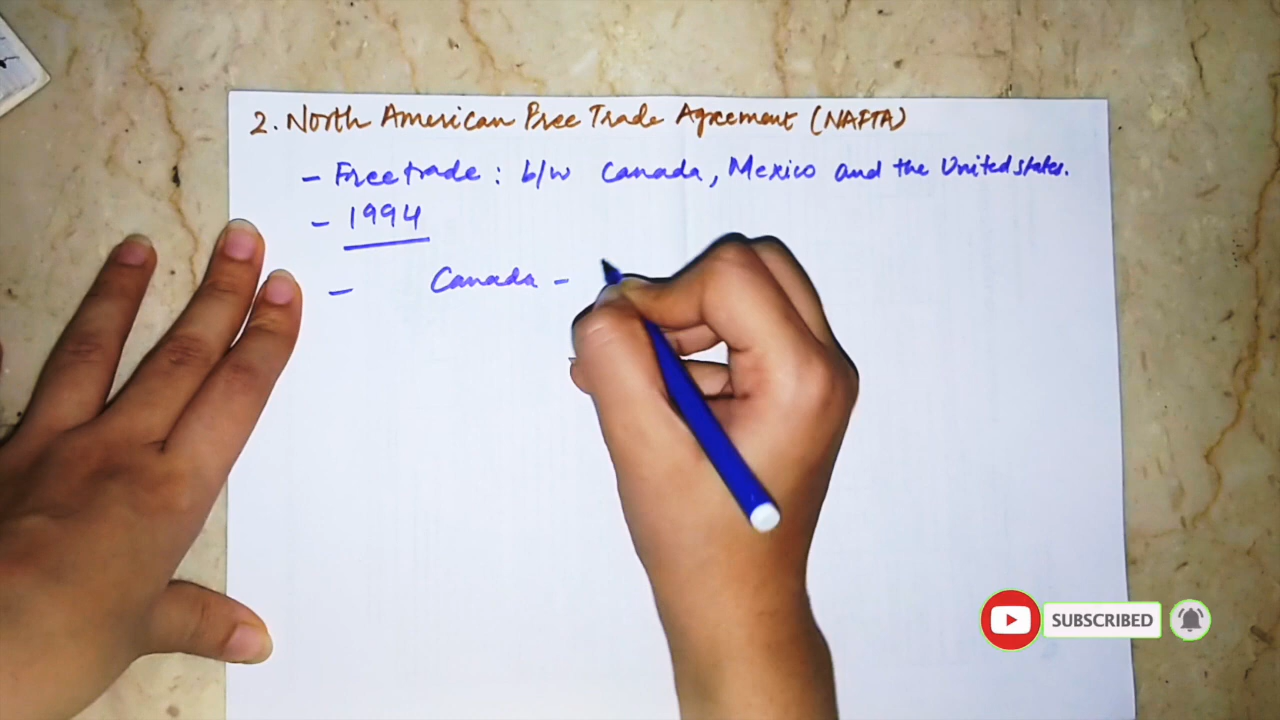 2. North American Free Trade Agreement (NAFTA)
- Free trade : b/w Canada, Mexico and the United states.
- 1994
- Canada -
SUBSCRIBED